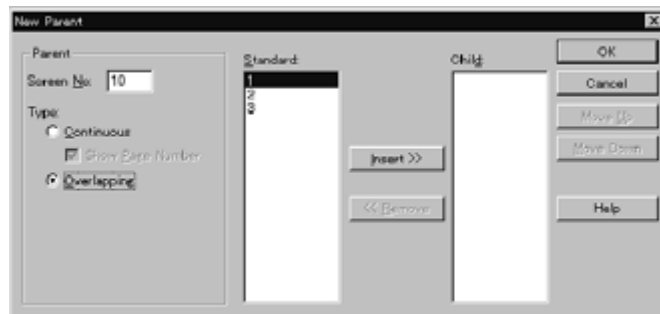 New Parent
Parent
Screen No: 10
Type:
Continuous
Show Page Number
Overlapping
Standard:
1
2
3
Insert >>
<< Remove
Child:
OK
Cancel
Move Up
Move Down
Help